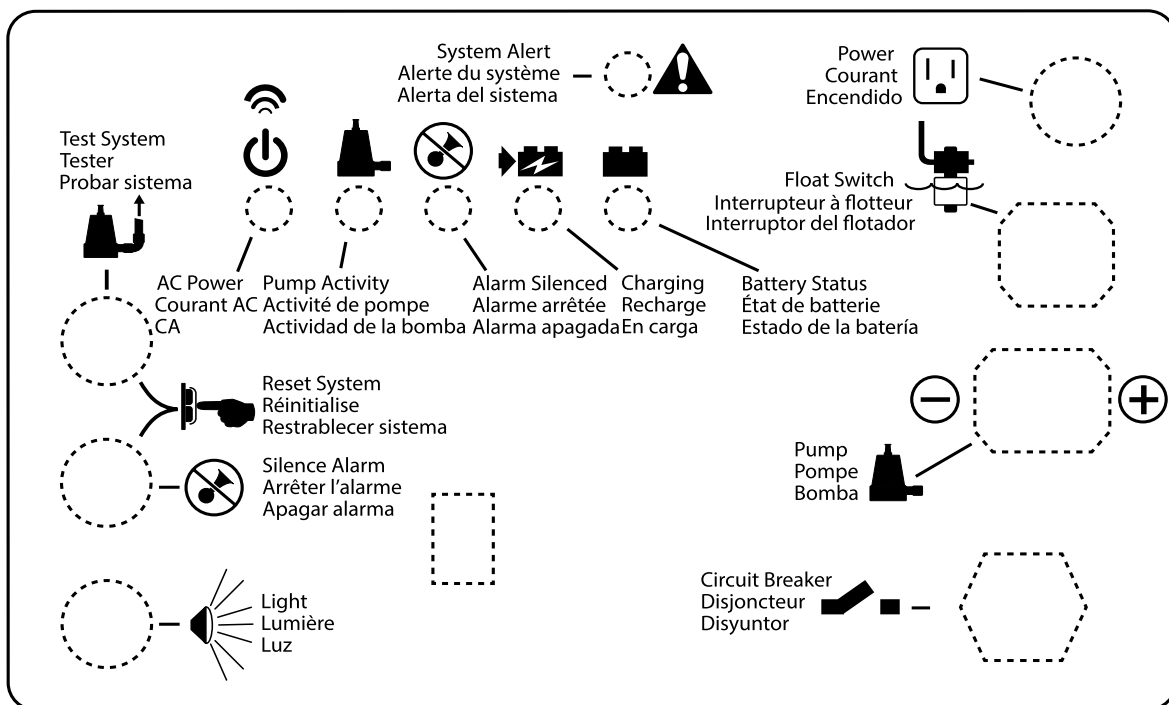 System Alert
Alerte du système
Alerta del sistema
Power
Courant
Encendido
Test System
Tester
Probar sistema
Float Switch
Interrupteur à flotteur
Interruptor del flotador
AC Power
Courant AC
CA
Pump Activity
Activité de pompe
Actividad de la bomba
Alarm Silenced
Alarme arrêtée
Alarma apagada
Charging
Recharge
En carga
Battery Status
État de batterie
Estado de la batería
Reset System
Réinitialise
Restrablecer sistema
Silence Alarm
Arrêter l'alarme
Apagar alarma
Pump
Pompe
Bomba
Light
Lumière
Luz
Circuit Breaker
Disjoncteur
Disyuntor